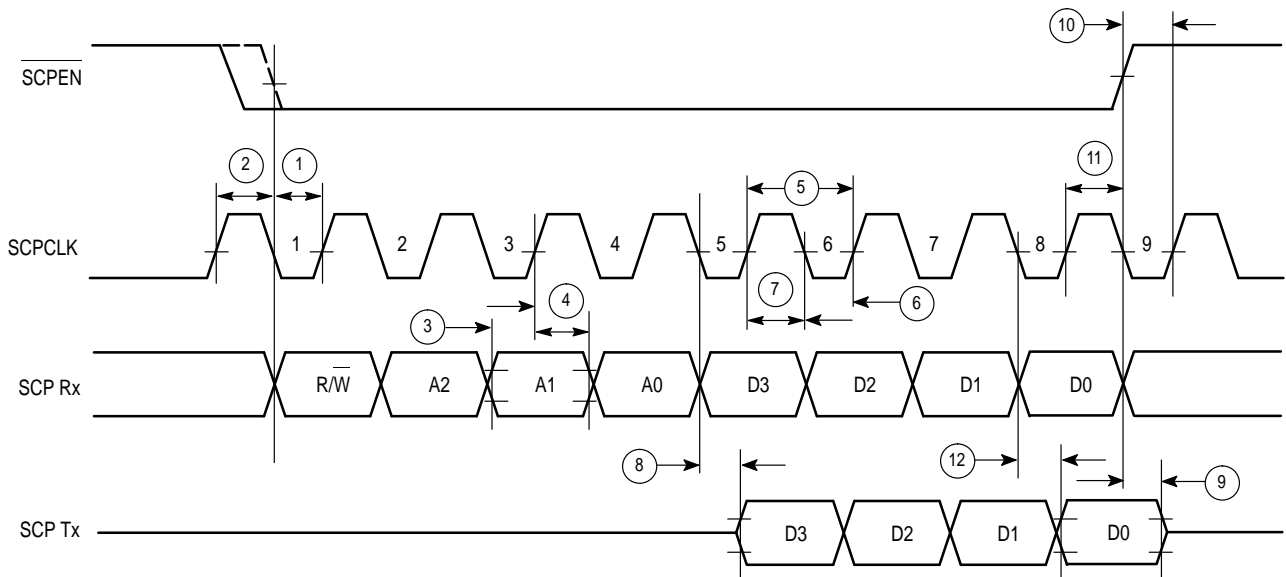 10
SCPEN
2 1 11
5
SCPCLK 1 2 3 4 5 6 7 8 9
7 6
3 4
SCP Rx R/W A2 A1 A0 D3 D2 D1 D0
8 12 9
SCP Tx D3 D2 D1 D0